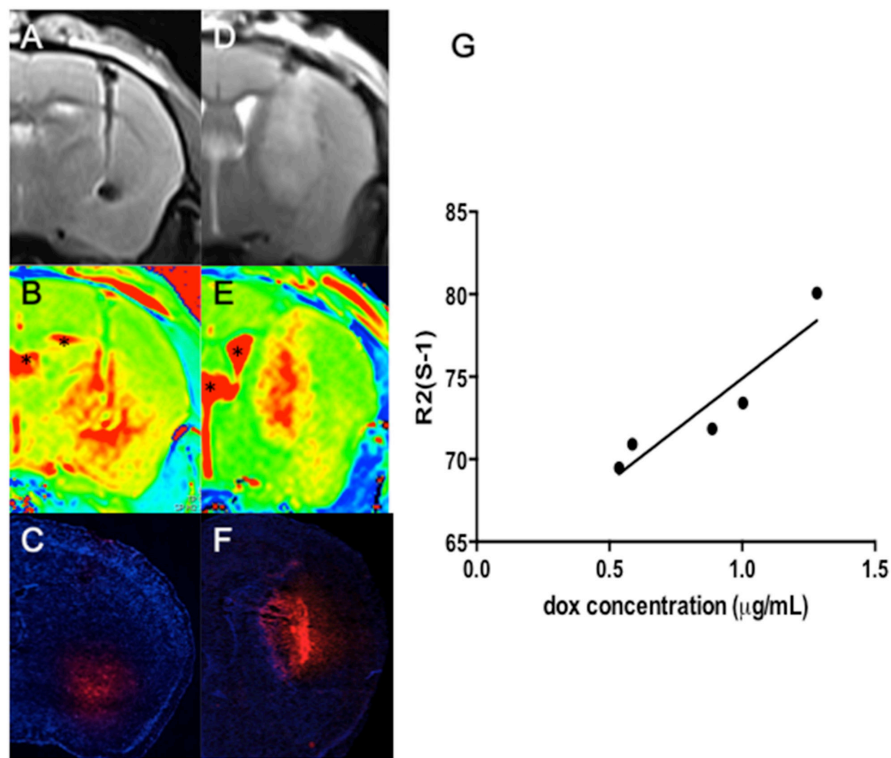 A
D
G
B
E
*
*
*
*
C
F
85
80
75
70
65
R2(S-1)
0.0
0.5
1.0
1.5
dox concentration (μg/mL)